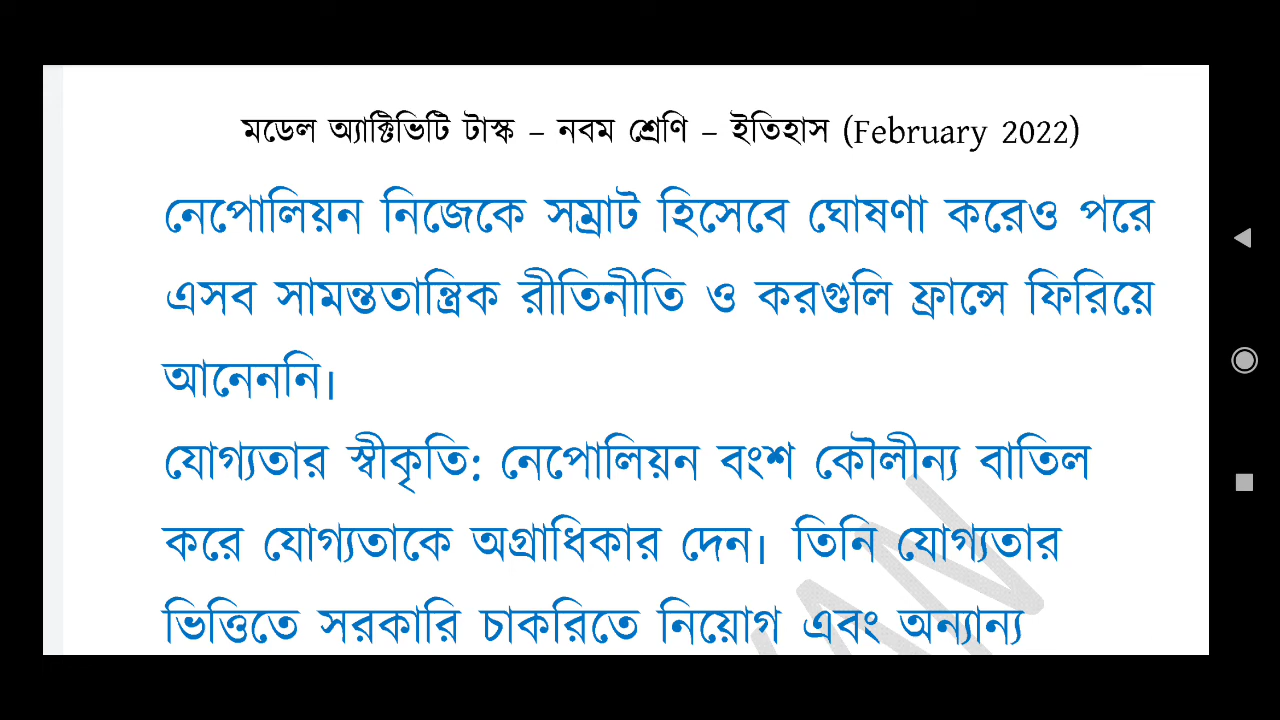 মডেল অ্যাক্টিভিটি টাস্ক – নবম শ্রেণি – ইতিহাস (February 2022)
নেপোলিয়ন নিজেকে সম্রাট হিসেবে ঘোষণা করেও পরে
এসব সামন্ততান্ত্রিক রীতিনীতি ও করগুলি ফ্রান্সে ফিরিয়ে
আনেননি।
যোগ্যতার স্বীকৃতি: নেপোলিয়ন বংশ কৌলীন্য বাতিল
করে যোগ্যতাকে অগ্রাধিকার দেন। তিনি যোগ্যতার
ভিত্তিতে সরকারি চাকরিতে নিয়োগ এবং অন্যান্য